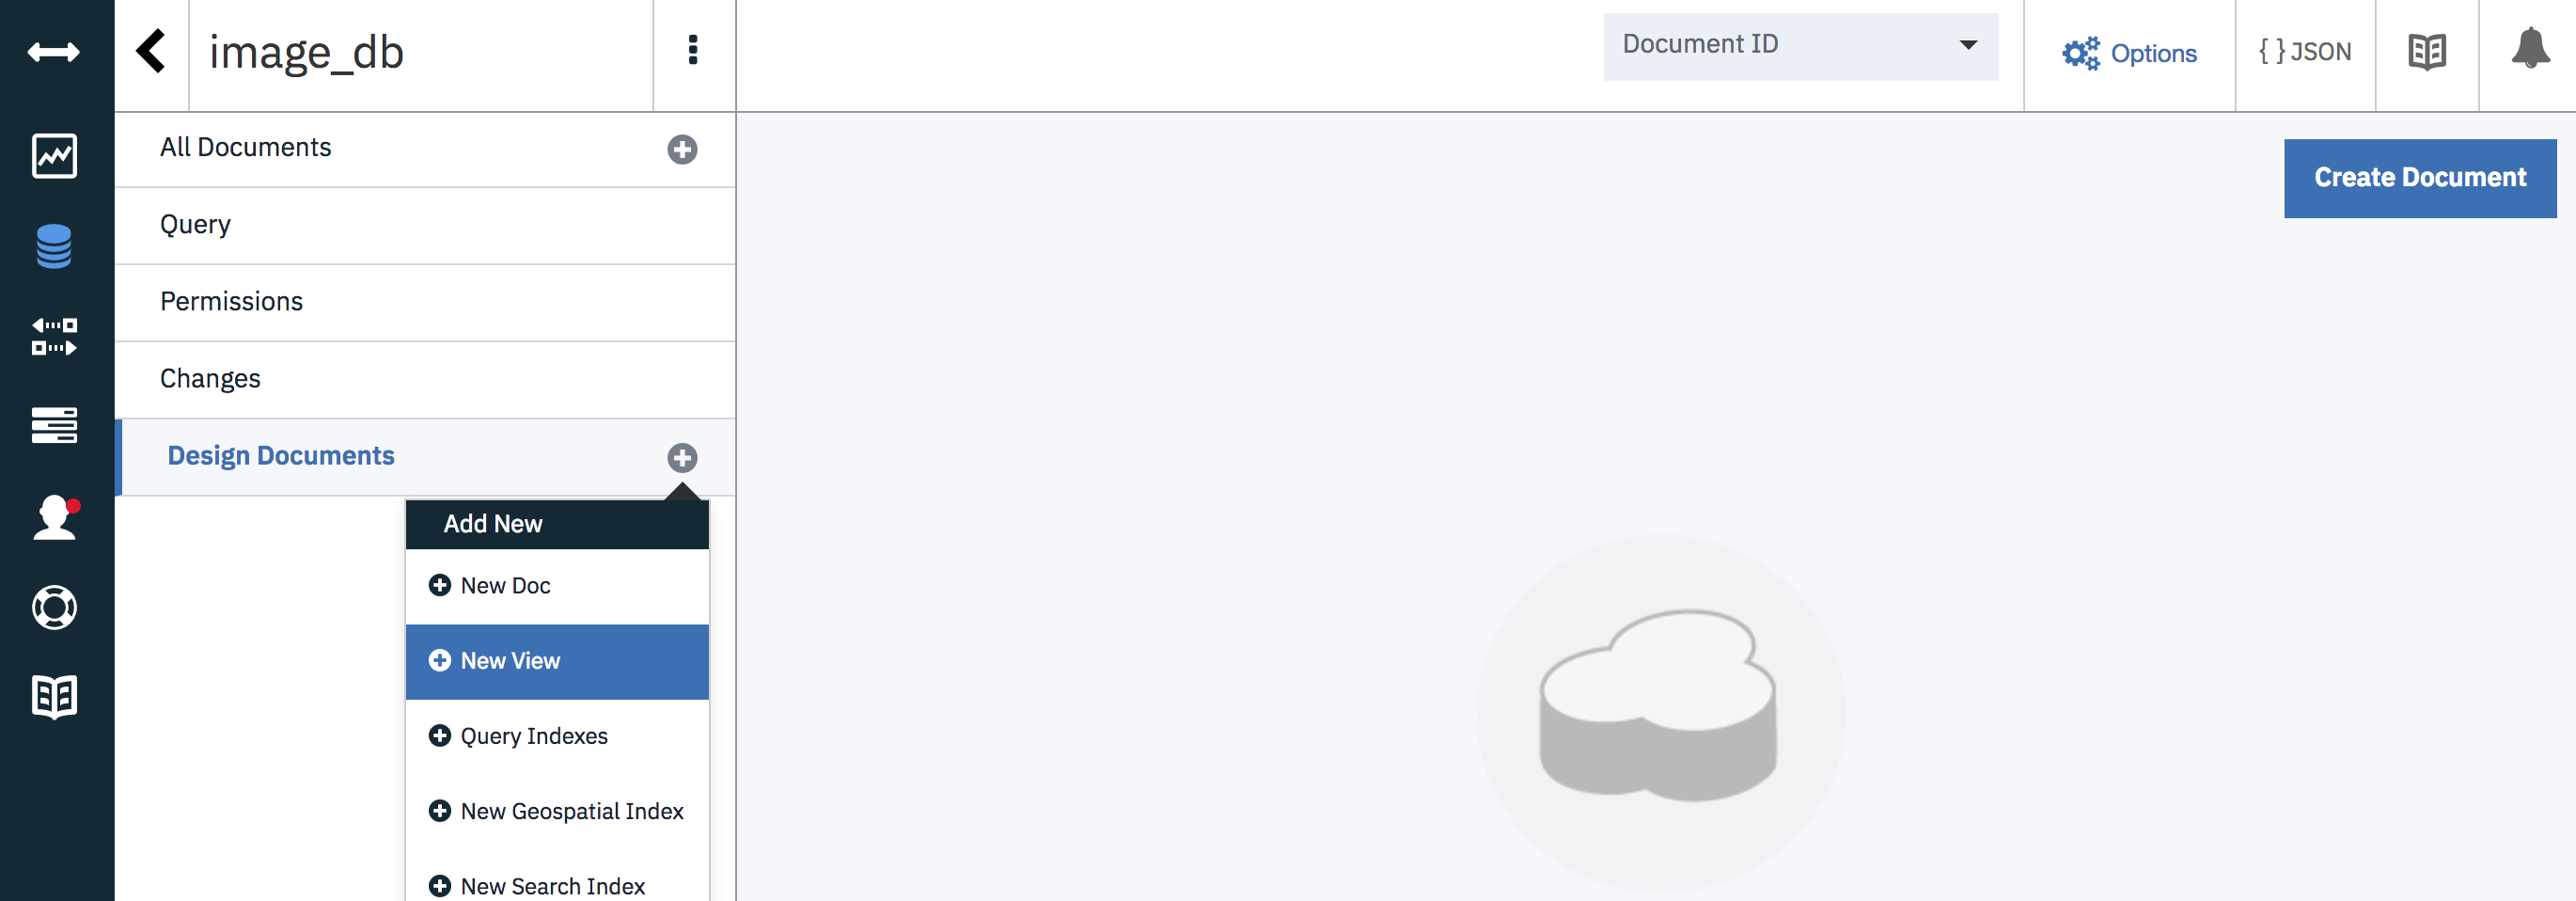 image_db
Document ID
Options
{ } JSON
All Documents
Query
Permissions
Changes
Design Documents
Add New
New Doc
New View
Query Indexes
New Geospatial Index
New Search Index
Create Document